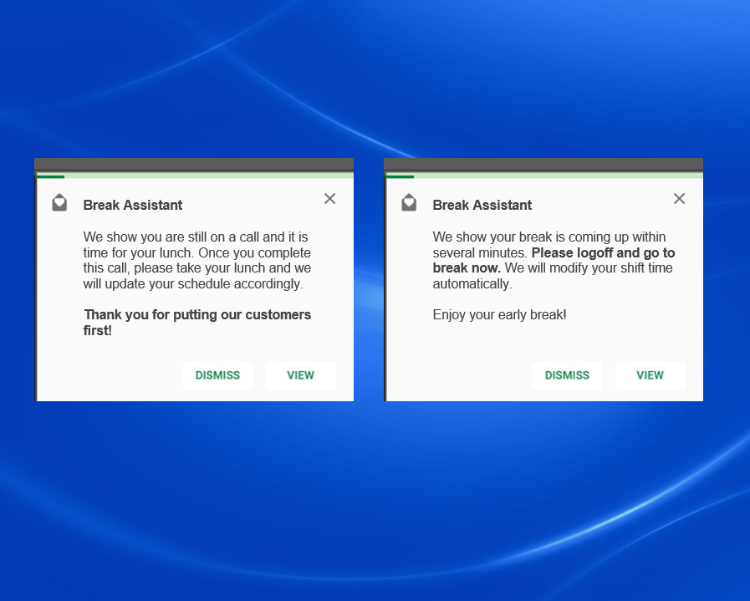 Break Assistant
We show you are still on a call and it is
time for your lunch. Once you complete
this call, please take your lunch and we
will update your schedule accordingly.
Thank you for putting our customers
first!
DISMISS VIEW
Break Assistant
We show your break is coming up within
several minutes. Please logoff and go to
break now. We will modify your shift time
automatically.
Enjoy your early break!
DISMISS VIEW